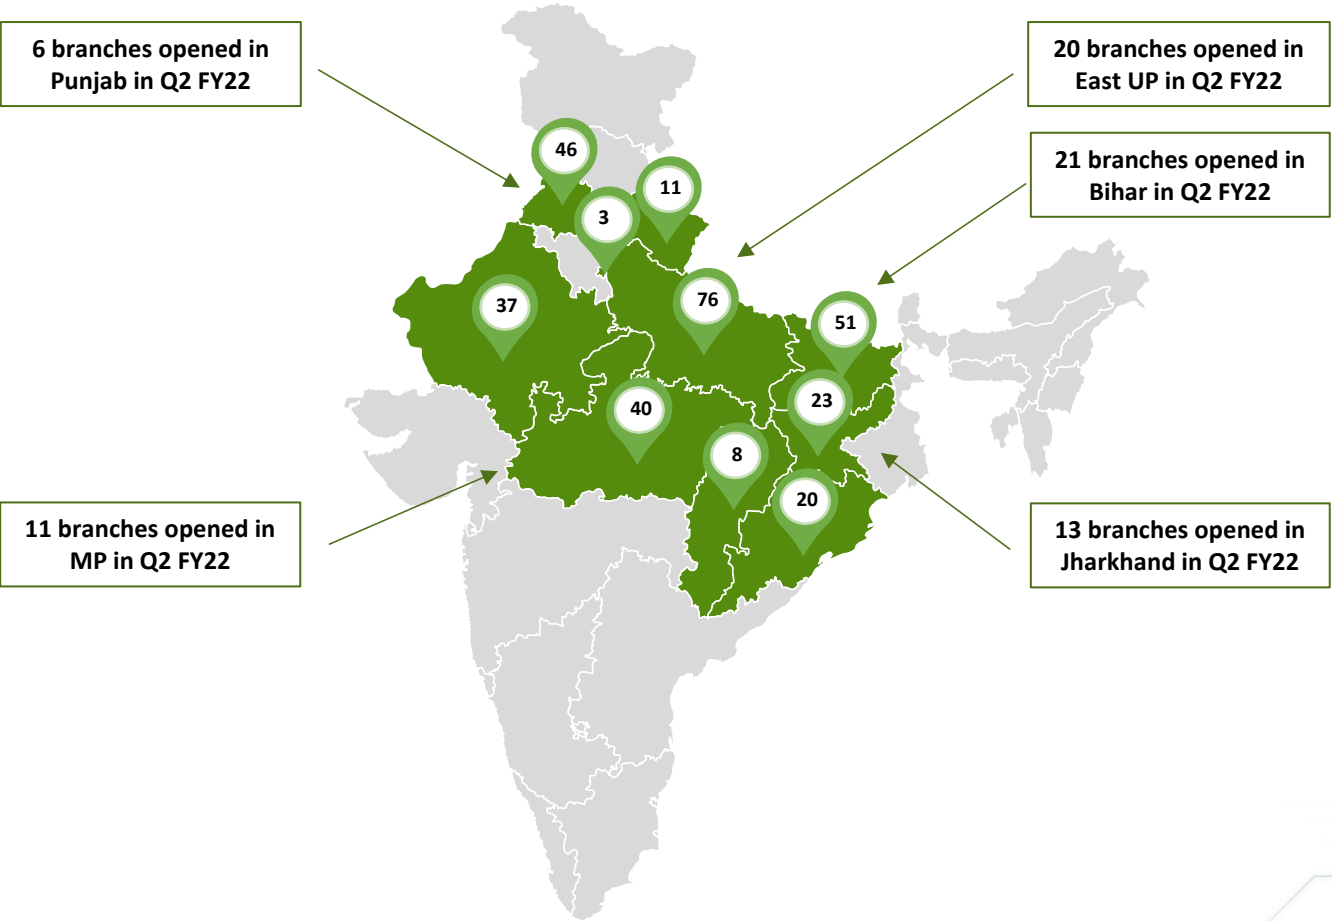 6 branches opened in
Punjab in Q2 FY22
20 branches opened in
East UP in Q2 FY22
21 branches opened in
Bihar in Q2 FY22
46
11
3
76
37
51
23
40
8
20
11 branches opened in
MP in Q2 FY22
13 branches opened in
Jharkhand in Q2 FY22